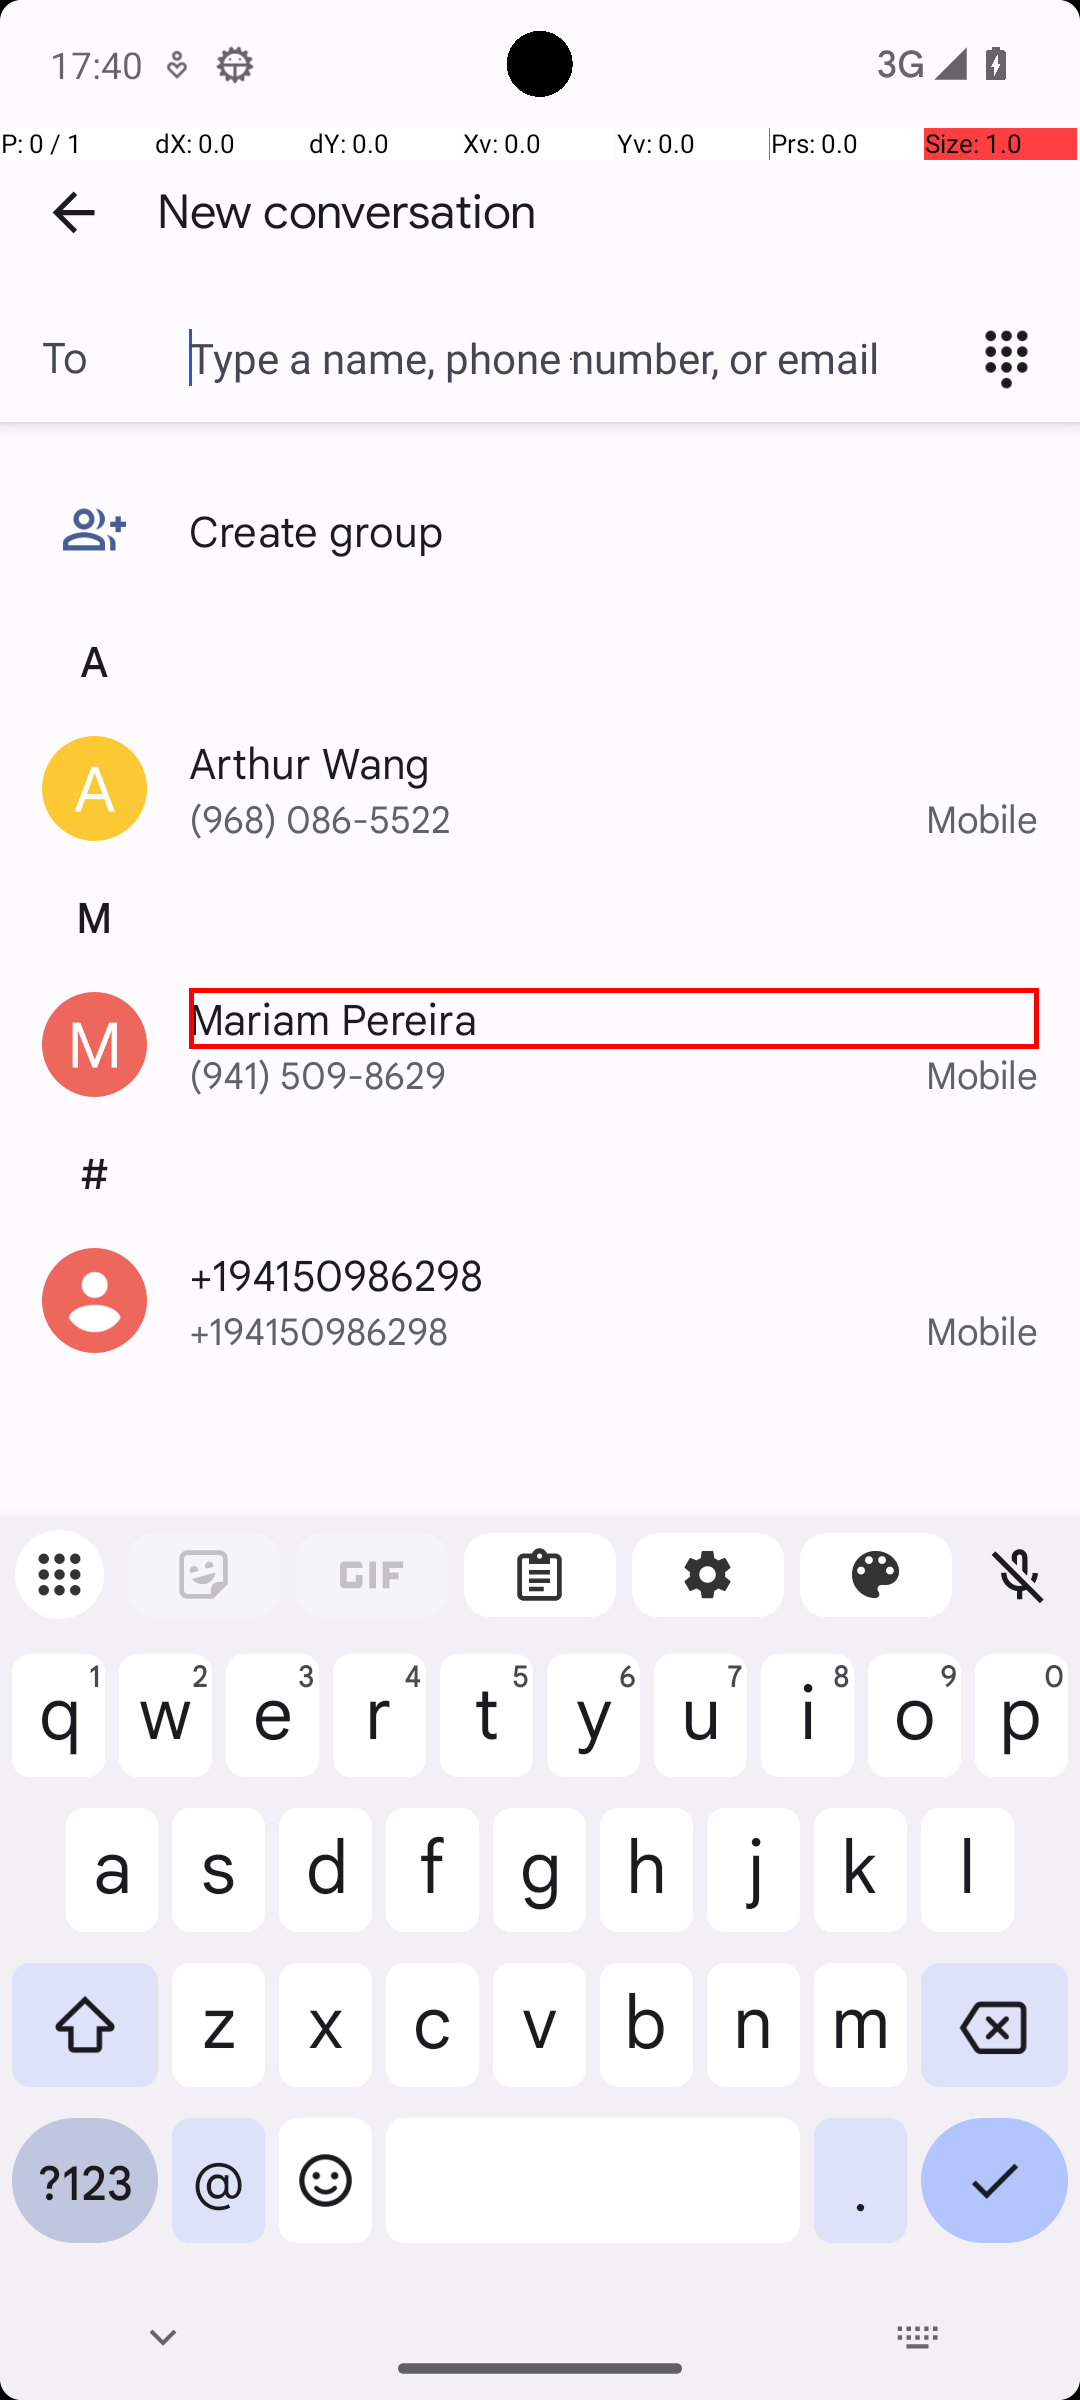 17:40
3G
P: 0 / 1 dX: 0.0 dY: 0.0 Xv: 0.0 Yv: 0.0 Prs: 0.0 Size: 1.0
New conversation
To Type a name, phone number, or email
Create group
A
A Arthur Wang
(968) 086-5522 Mobile
M
M Mariam Pereira
(941) 509-8629 Mobile
#
+194150986298
+194150986298 Mobile
GIF
q 1 w 2 e 3 r 4 t 5 y 6 u 7 i 8 o 9 p 0
a s d f g h j k l
z x c v b n m
?123 @ .